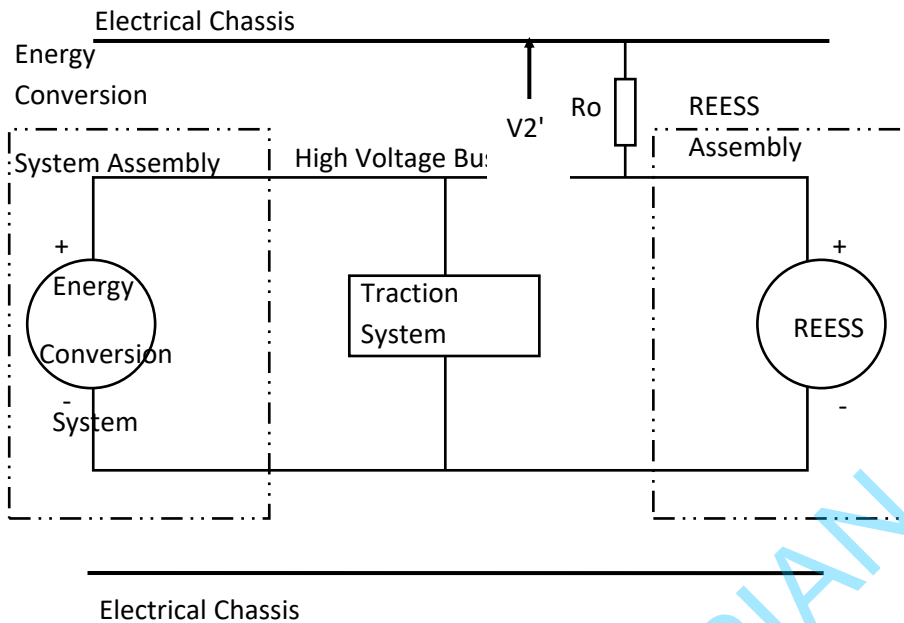 Electrical Chassis
Energy
Conversion
System Assembly
High Voltage Bus
V2'
Ro
REESS
Assembly
+
Energy
Conversion
System
-
Traction
System
+
REESS
-
Electrical Chassis